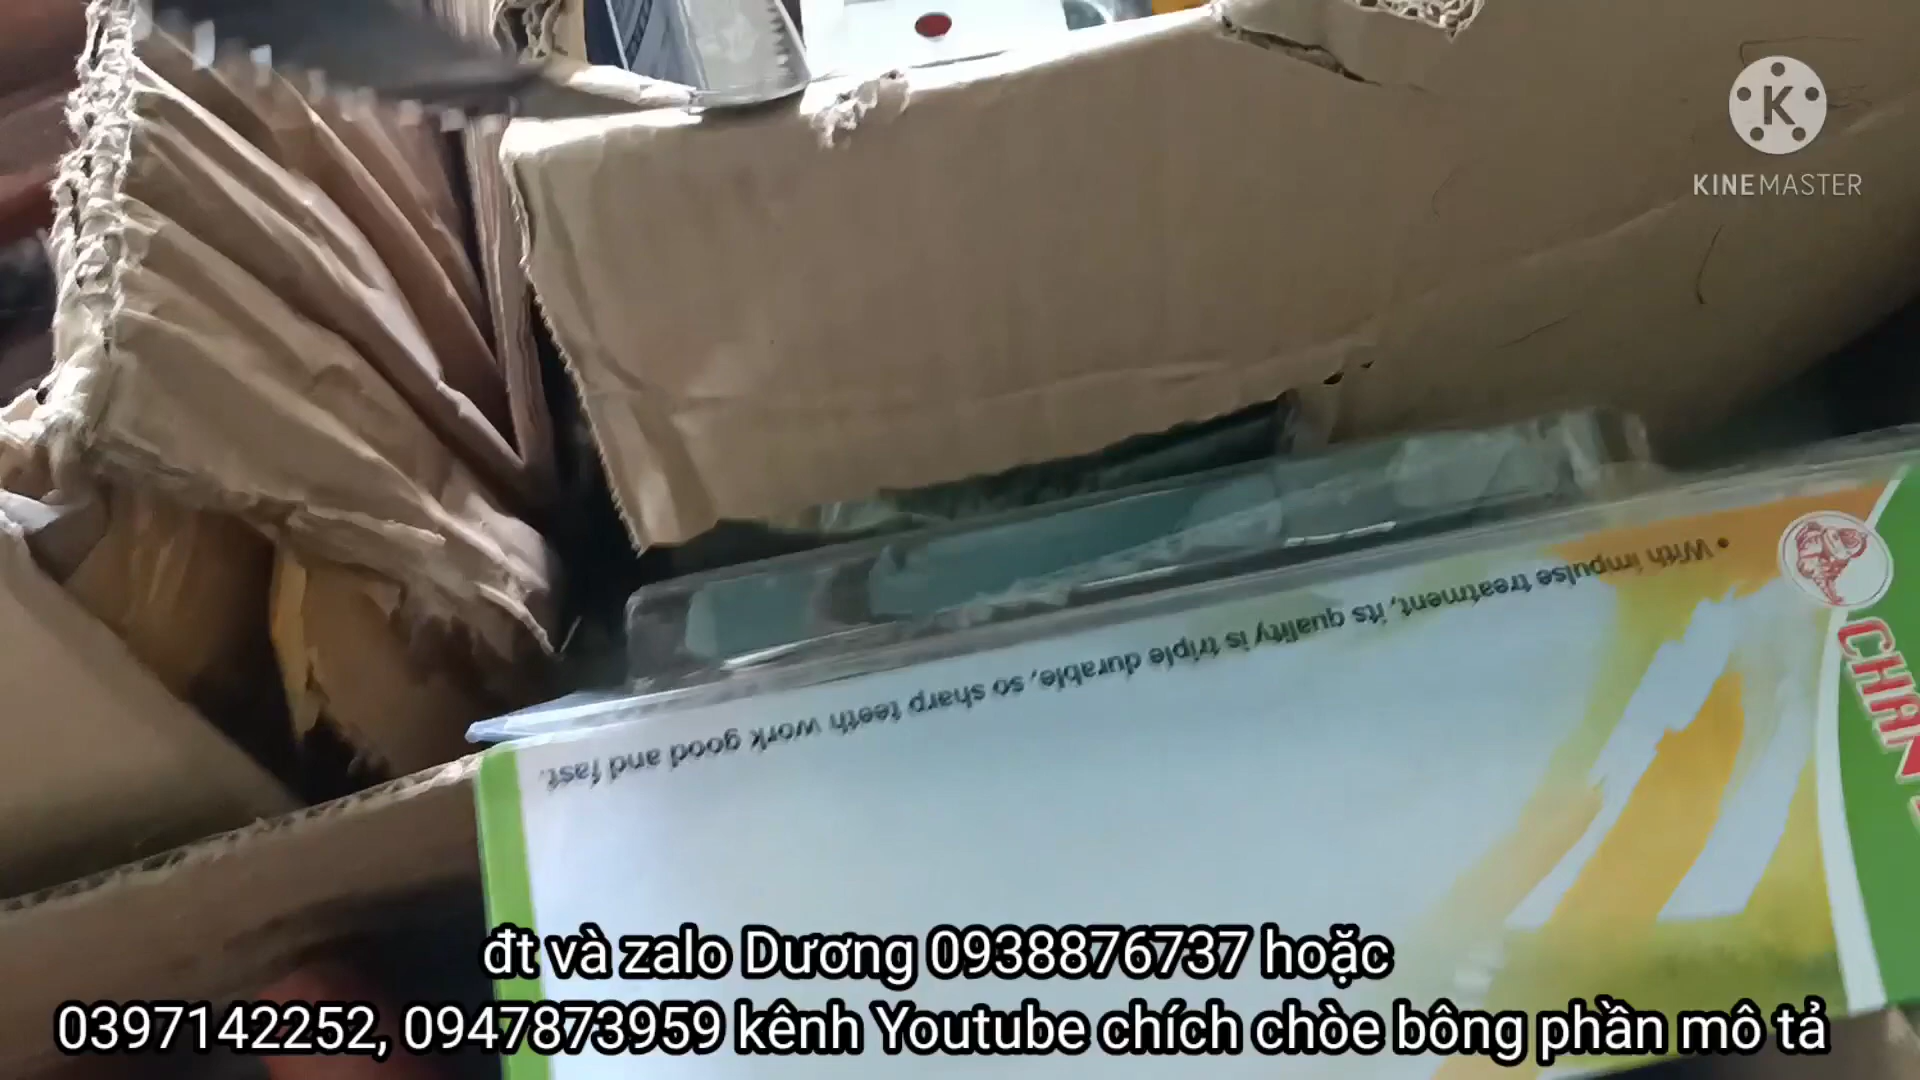 KINEMASTER
• With impulse treatment, its quality is triple durable, so sharp teeth work good and fast.
đt và zalo Dương 0938876737 hoặc
0397142252, 0947873959 kênh Youtube chích chòe bông phần mô tả